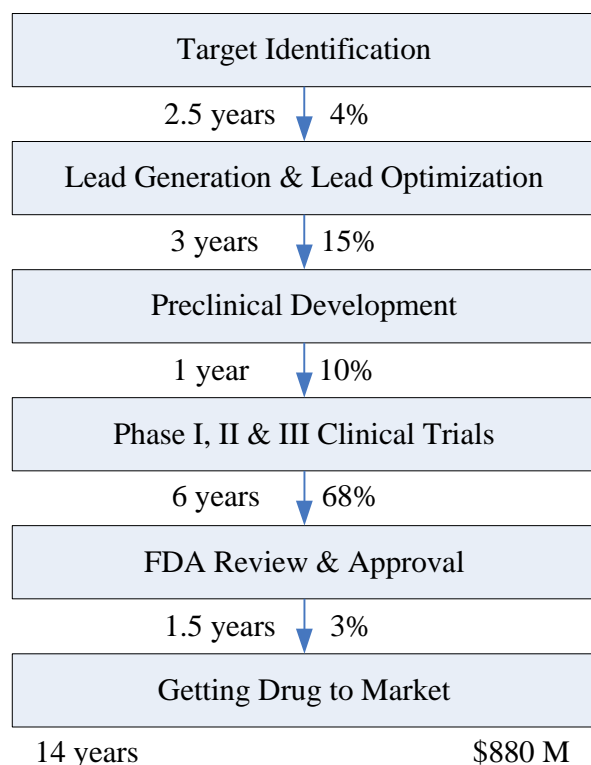 Target Identification
2.5 years 4%
Lead Generation & Lead Optimization
3 years 15%
Preclinical Development
1 year 10%
Phase I, II & III Clinical Trials
6 years 68%
FDA Review & Approval
1.5 years 3%
Getting Drug to Market
14 years $880 M